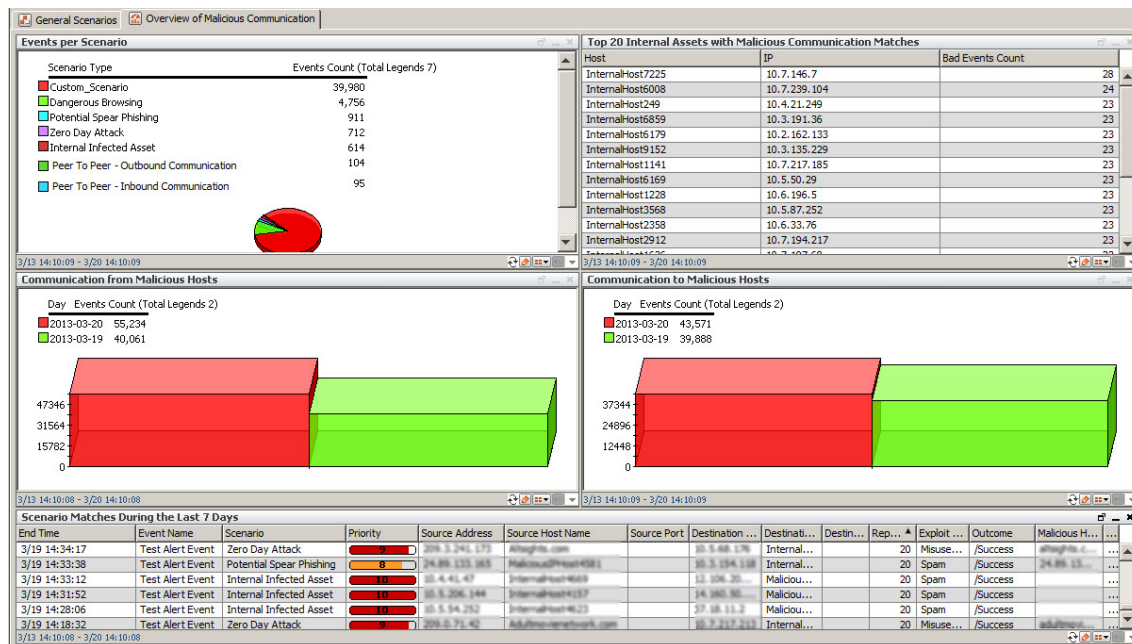 General Scenarios
Overview of Malicious Communication
Events per Scenario
Scenario Type Events Count (Total Legends 7)
Custom_Scenario 39,980
Dangerous Browsing 4,756
Potential Spear Phishing 911
Zero Day Attack 712
Internal Infected Asset 614
Peer To Peer - Outbound Communication 104
Peer To Peer - Inbound Communication 95
3/13 14:10:09 - 3/20 14:10:09
Top 20 Internal Assets with Malicious Communication Matches
Host IP Bad Events Count
InternalHost7225 10.7.146.7 28
InternalHost6008 10.7.239.104 24
InternalHost249 10.4.21.249 23
InternalHost6859 10.3.191.36 23
InternalHost6179 10.2.162.133 23
InternalHost9152 10.3.135.229 23
InternalHost1141 10.7.217.185 23
InternalHost6169 10.5.50.29 23
InternalHost1228 10.6.196.5 23
InternalHost3568 10.5.87.252 23
InternalHost2358 10.6.33.76 23
InternalHost2912 10.7.194.217 23
3/13 14:10:09 - 3/20 14:10:09
Communication from Malicious Hosts
Day Events Count (Total Legends 2)
2013-03-20 55,234
2013-03-19 40,061
47346
31564
15782
0
3/13 14:10:08 - 3/20 14:10:08
Communication to Malicious Hosts
Day Events Count (Total Legends 2)
2013-03-20 43,571
2013-03-19 39,888
37344
24896
12448
0
3/13 14:10:09 - 3/20 14:10:09
Scenario Matches During the Last 7 Days
End Time Event Name Scenario Priority Source Address Source Host Name Source Port Destination ... Destinati... Destin... Rep... Exploit ... Outcome Malicious H... ...
3/19 14:34:17 Test Alert Event Zero Day Attack 9 Internal... 20 Misuse... /Success ...
3/19 14:33:38 Test Alert Event Potential Spear Phishing 8 Internal... 20 Spam /Success ...
3/19 14:33:12 Test Alert Event Internal Infected Asset 10 Maliciou... 20 Spam /Success ...
3/19 14:31:52 Test Alert Event Internal Infected Asset 10 Maliciou... 20 Spam /Success ...
3/19 14:28:06 Test Alert Event Internal Infected Asset 10 Maliciou... 20 Spam /Success ...
3/19 14:18:32 Test Alert Event Zero Day Attack 9 Internal... 20 Misuse... /Success ...
3/13 14:10:08 - 3/20 14:10:08